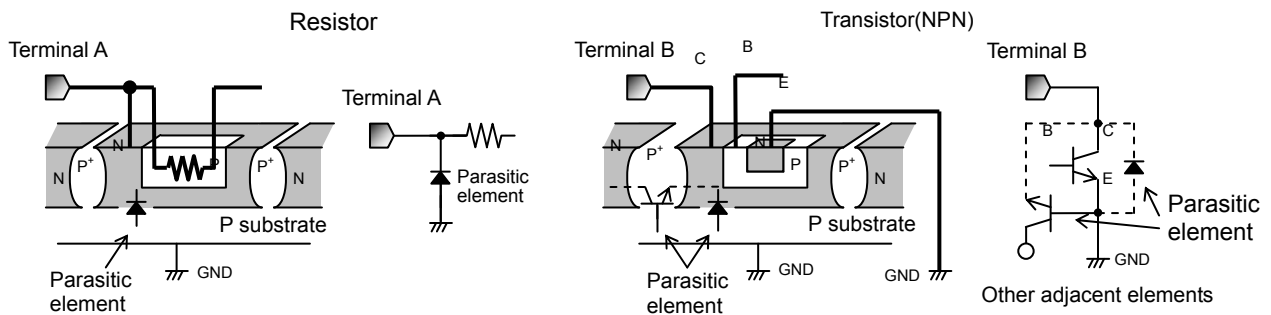 Resistor
Transistor(NPN)
Terminal A
Terminal B
C
B
E
Terminal B
Terminal A
N
P+
N
P
P+
N
Parasitic
element
P substrate
GND
Parasitic
element
N
P+
N
N
P
P+
N
P substrate
GND
GND
Parasitic
element
B
C
E
Parasitic
element
GND
Other adjacent elements